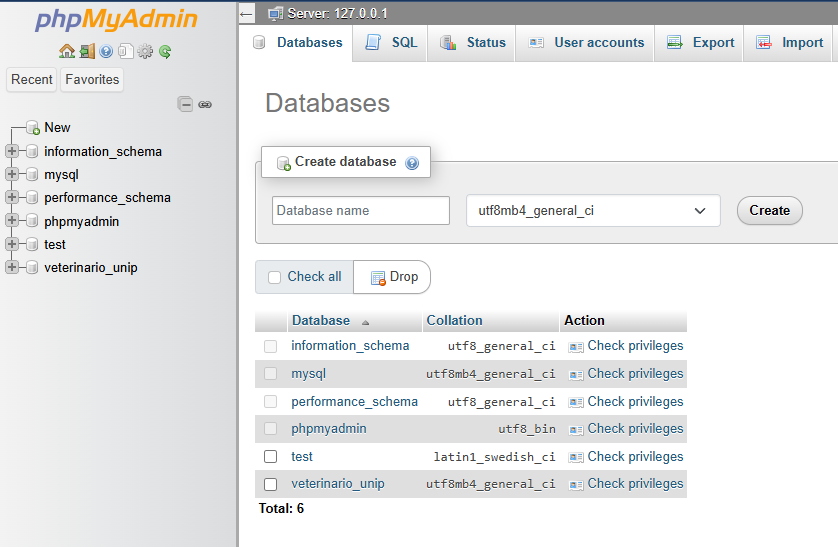 phpMyAdmin
Recent Favorites
New
information_schema
mysql
performance_schema
phpmyadmin
test
veterinario_unip
Server: 127.0.0.1
Databases SQL Status User accounts Export Import
Databases
Create database
Database name utf8mb4_general_ci Create
Check all Drop
Database Collation Action
information_schema utf8_general_ci Check privileges
mysql utf8mb4_general_ci Check privileges
performance_schema utf8_general_ci Check privileges
phpmyadmin utf8_bin Check privileges
test latin1_swedish_ci Check privileges
veterinario_unip utf8mb4_general_ci Check privileges
Total: 6